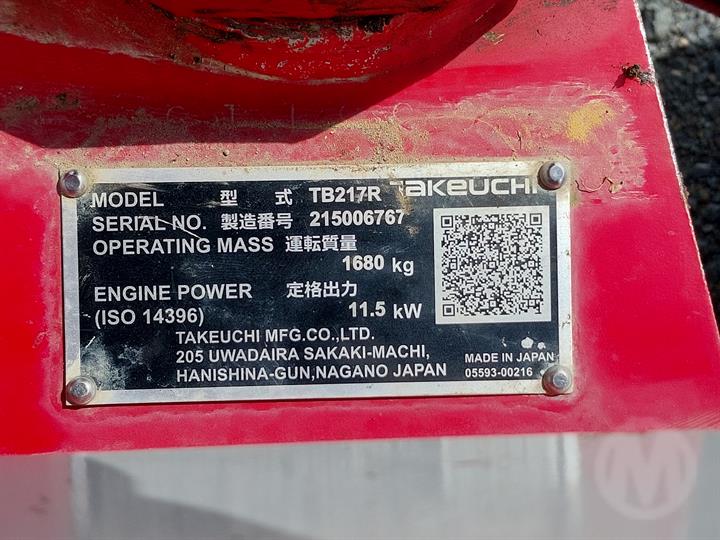 TAKEUCHI
MODEL 型 式 TB217R
SERIAL NO. 製造番号 215006767
OPERATING MASS 運転質量
1680 kg
ENGINE POWER 定格出力
(ISO 14396) 11.5 kW
TAKEUCHI MFG.CO.,LTD.
205 UWADAIRA SAKAKI-MACHI,
HANISHINA-GUN,NAGANO JAPAN
MADE IN JAPAN
05593-00216
M